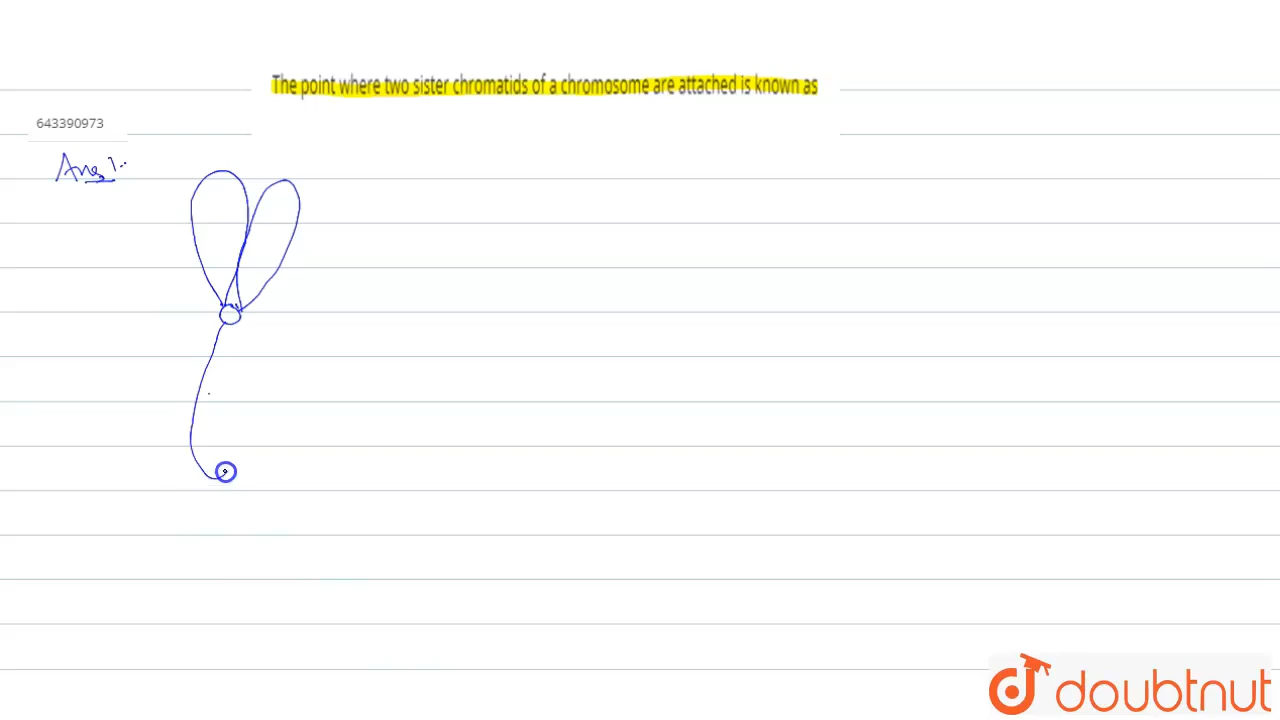 The point where two sister chromatids of a chromosome are attached is known as
643390973
Ans:-
doubtnut